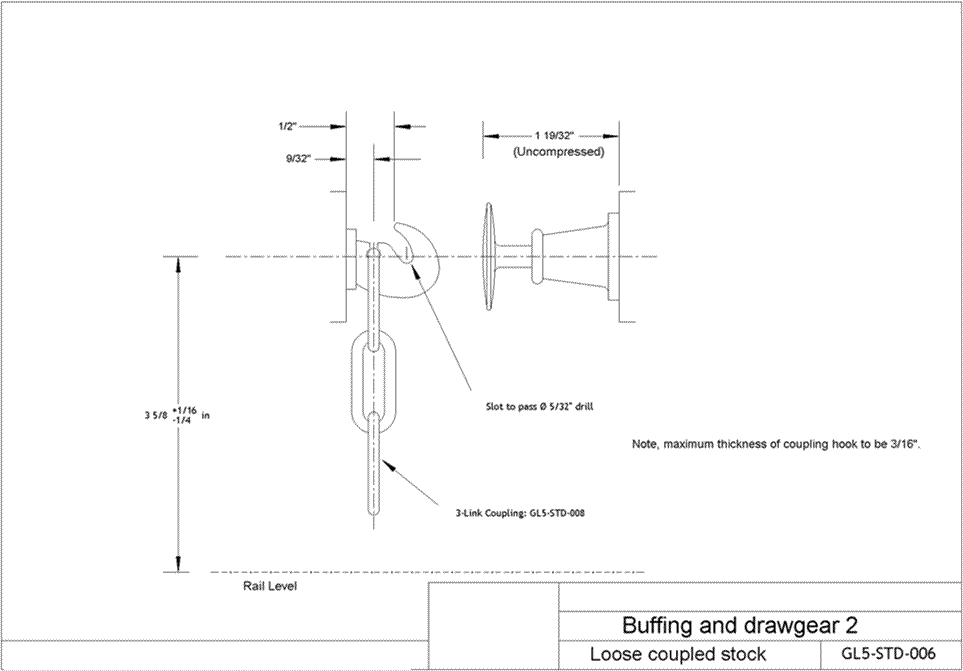 1/2"
1 19/32"
(Uncompressed)
9/32"
3 5/8 +1/16 -1/4 in
Slot to pass Ø 5/32" drill
Note, maximum thickness of coupling hook to be 3/16".
3-Link Coupling: GL5-STD-008
Rail Level
Buffing and drawgear 2
Loose coupled stock
GL5-STD-006